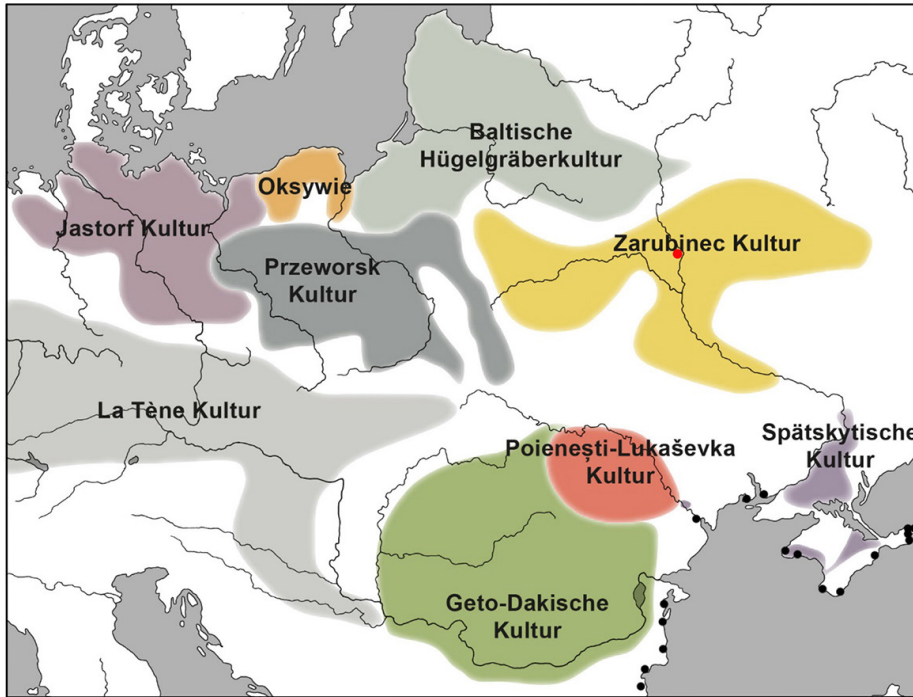 Baltische
Hügelgräberkultur
Oksywie
Jastorf Kultur
Zarubinec Kultur
Przeworsk
Kultur
La Tène Kultur
Poienești-Lukaševka
Kultur
Spätskytische
Kultur
Geto-Dakische
Kultur